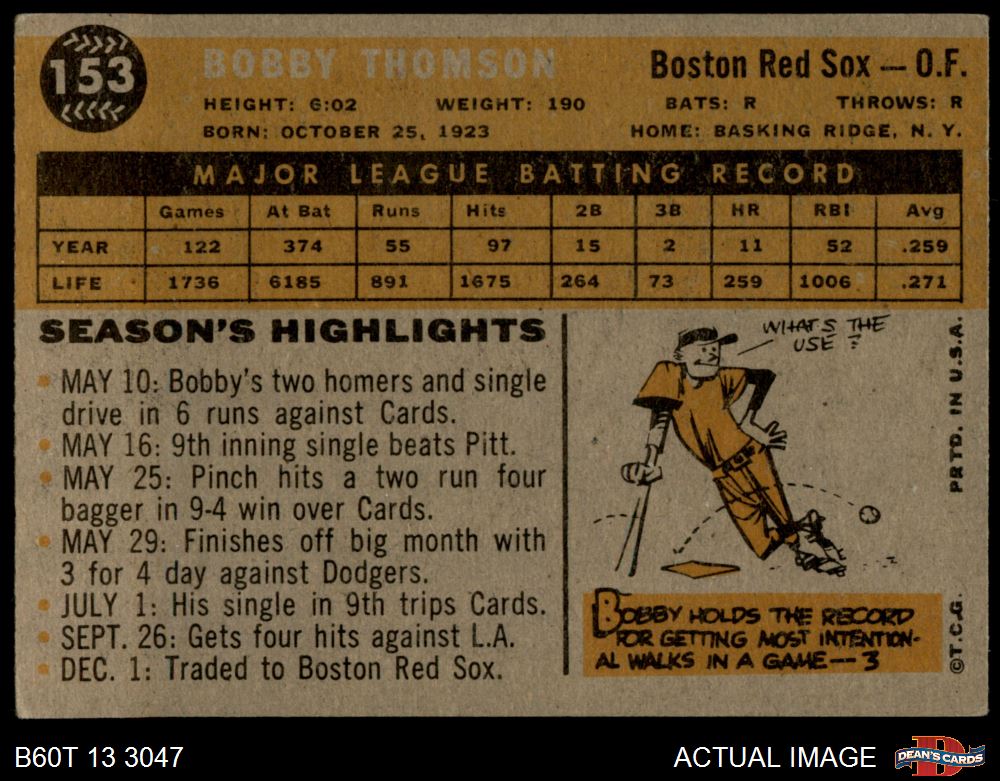 153
BOBBY THOMSON
Boston Red Sox — O.F.
HEIGHT: 6:02 WEIGHT: 190 BATS: R THROWS: R
BORN: OCTOBER 25, 1923 HOME: BASKING RIDGE, N. Y.
MAJOR LEAGUE BATTING RECORD
Games At Bat Runs Hits 2B 3B HR RBI Avg
YEAR 122 374 55 97 15 2 11 52 .259
LIFE 1736 6185 891 1675 264 73 259 1006 .271
SEASON'S HIGHLIGHTS
MAY 10: Bobby's two homers and single
drive in 6 runs against Cards.
MAY 16: 9th inning single beats Pitt.
MAY 25: Pinch hits a two run four
bagger in 9-4 win over Cards.
MAY 29: Finishes off big month with
3 for 4 day against Dodgers.
JULY 1: His single in 9th trips Cards.
SEPT. 26: Gets four hits against L.A.
DEC. 1: Traded to Boston Red Sox.
WHAT'S THE
USE ?
BOBBY HOLDS THE RECORD
FOR GETTING MOST INTENTION-
AL WALKS IN A GAME -- 3
©T.C.G. PRTD. IN U.S.A.
B60T 13 3047
ACTUAL IMAGE
D
DEAN'S CARDS